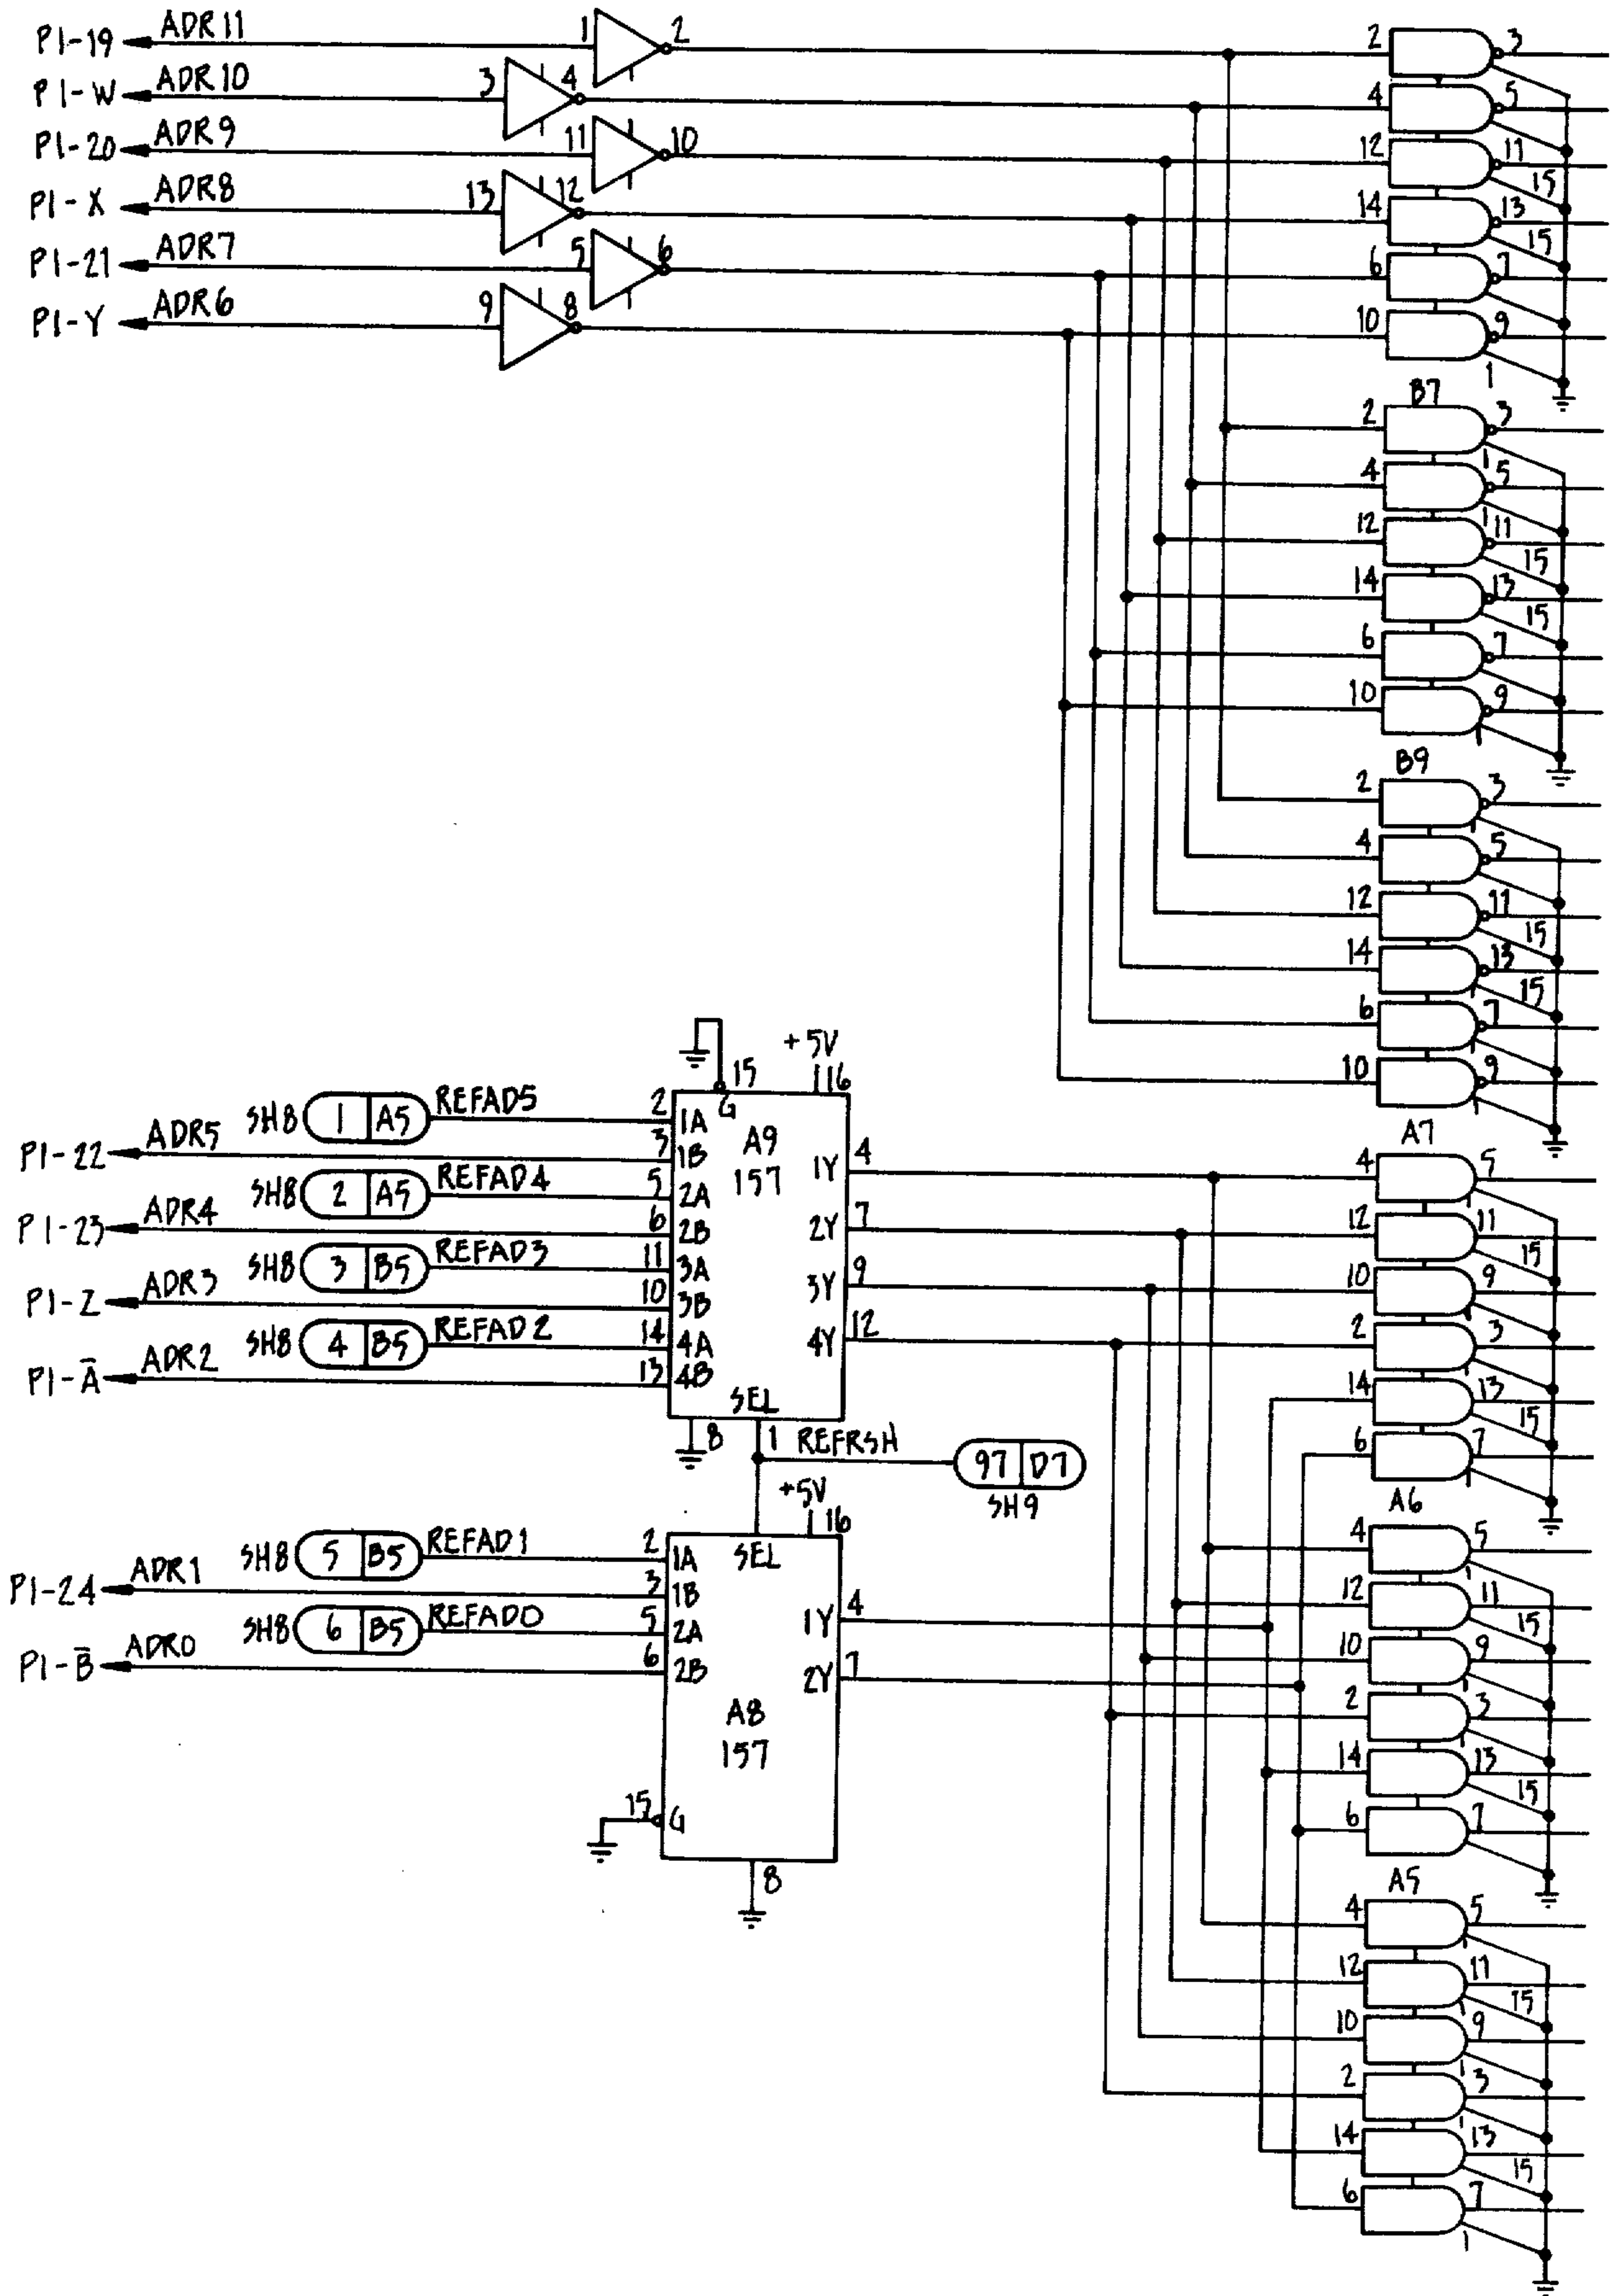 P1-19 ADR11 1 2 2 3
P1-W ADR10 3 4 4 5
P1-20 ADR9 11 10 12 11 15
P1-X ADR8 13 12 14 13 15
P1-21 ADR7 5 6 6 7
P1-Y ADR6 9 8 10 9 1
B7
2 3 1
4 5 1
12 11 15
14 13 15
6 7
10 9
B9
2 3
4 5
12 11 15
14 13 15
6 7
10 9
15 +5V 16
G
SH8 1 A5 REFAD5 2 1A
P1-22 ADR5 3 1B
A9
157
SH8 2 A5 REFAD4 5 2A
P1-23 ADR4 6 2B
SH8 3 B5 REFAD3 11 3A
P1-Z ADR3 10 3B
SH8 4 B5 REFAD2 14 4A
P1-A̅ ADR2 13 4B
1Y 4
2Y 7
3Y 9
4Y 12
SEL
8 1 REFRSH 97 D7
SH9
A7
4 5
12 11 15
10 9
2 3
14 13 15
6 7
A6
+5V 16
SEL
SH8 5 B5 REFAD1 2 1A
P1-24 ADR1 3 1B
SH8 6 B5 REFAD0 5 2A
P1-B̅ ADR0 6 2B
1Y 4
2Y 7
A8
157
15 G
8
4 5 1
12 11 15
10 9 1
2 3 1
14 13 15
6 7
A5
4 5
12 11 15
10 9 1
2 3 1
14 13 15
6 7 1